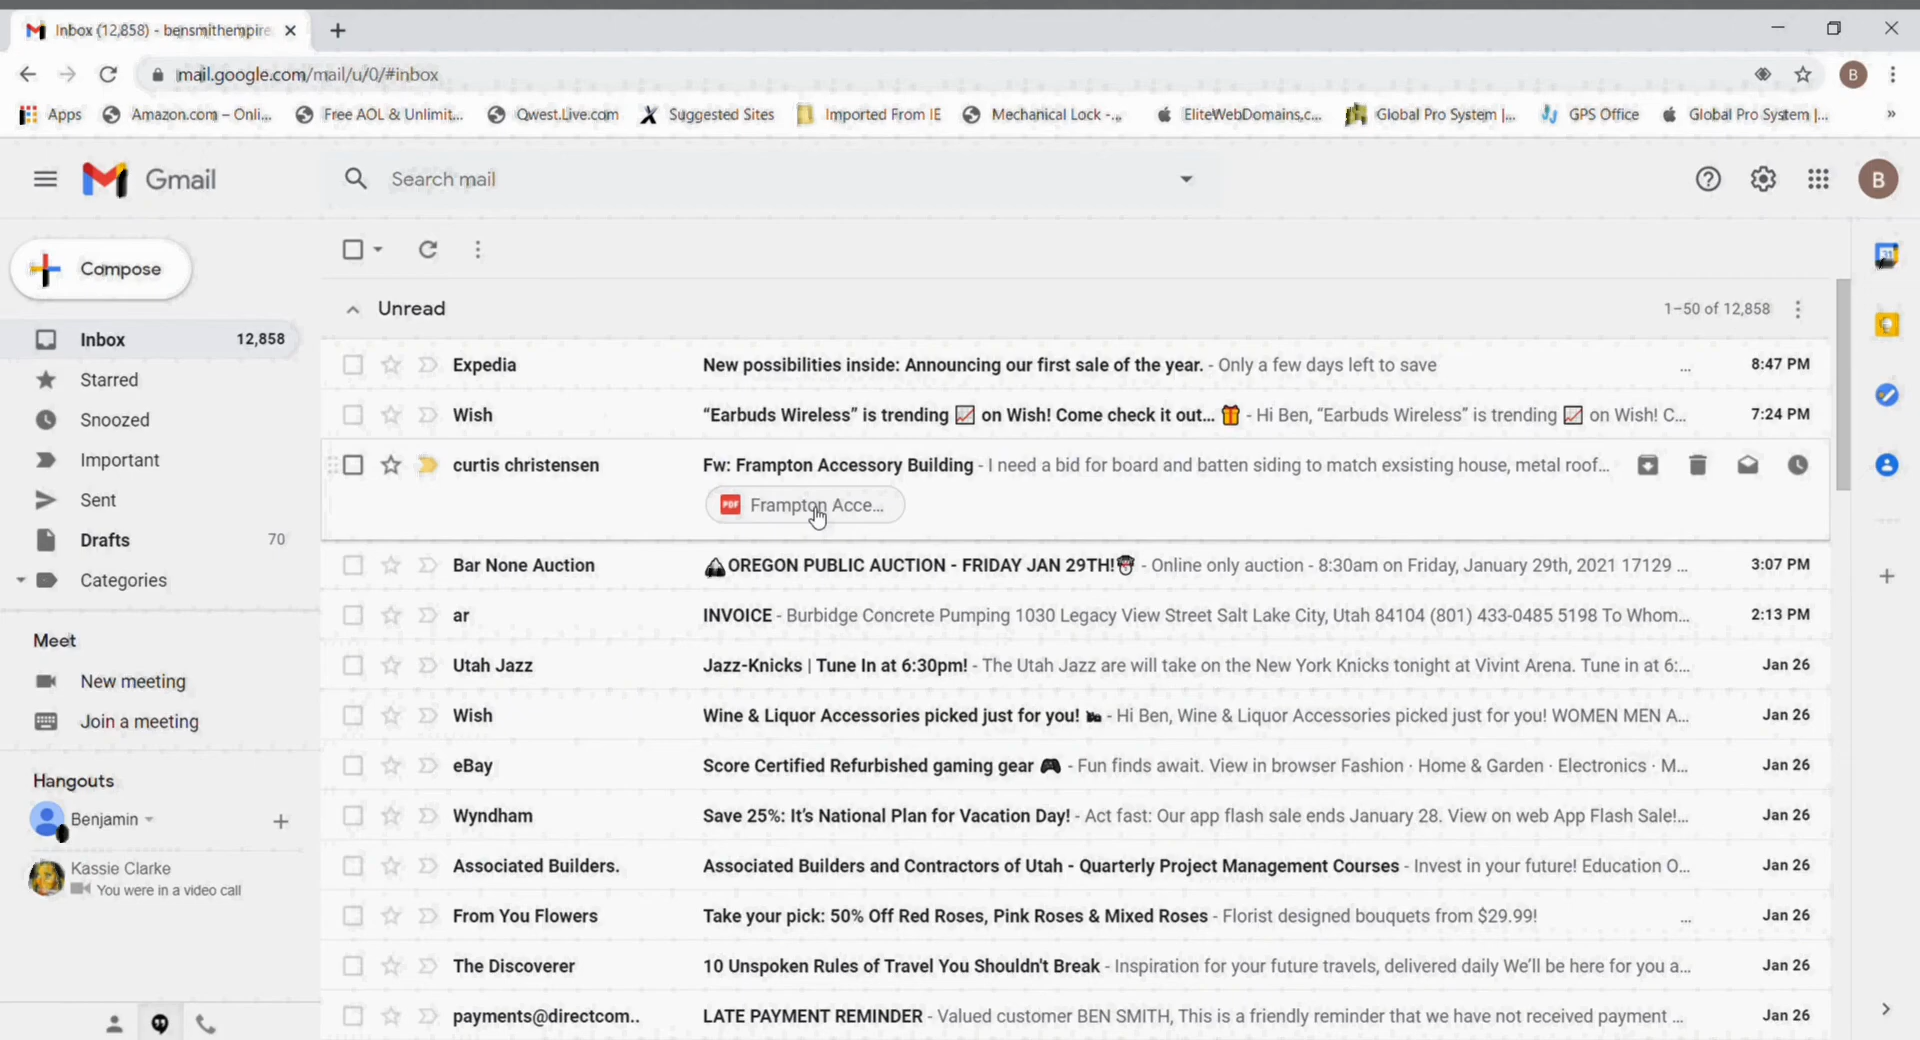 Inbox (12,858) - bensmithempire
mail.google.com/mail/u/0/#inbox
B
Apps
Amazon.com – Onli...
Free AOL & Unlimit...
Qwest.Live.com
Suggested Sites
Imported From IE
Mechanical Lock -...
EliteWebDomains,c...
Global Pro System |...
GPS Office
Global Pro System |...
»
Gmail
Search mail
B
Compose
Unread
1–50 of 12,858
Inbox 12,858
Starred
Snoozed
Important
Sent
Drafts 70
Categories
Meet
New meeting
Join a meeting
Hangouts
Benjamin
Kassie Clarke
You were in a video call
Expedia New possibilities inside: Announcing our first sale of the year. - Only a few days left to save ... 8:47 PM
Wish “Earbuds Wireless” is trending 📈 on Wish! Come check it out... 🎁 - Hi Ben, “Earbuds Wireless” is trending 📈 on Wish! C... 7:24 PM
curtis christensen Fw: Frampton Accessory Building - I need a bid for board and batten siding to match exsisting house, metal roof...
PDF Frampton Acce...
Bar None Auction OREGON PUBLIC AUCTION - FRIDAY JAN 29TH! - Online only auction - 8:30am on Friday, January 29th, 2021 17129 ... 3:07 PM
ar INVOICE - Burbidge Concrete Pumping 1030 Legacy View Street Salt Lake City, Utah 84104 (801) 433-0485 5198 To Whom... 2:13 PM
Utah Jazz Jazz-Knicks | Tune In at 6:30pm! - The Utah Jazz are will take on the New York Knicks tonight at Vivint Arena. Tune in at 6:... Jan 26
Wish Wine & Liquor Accessories picked just for you! - Hi Ben, Wine & Liquor Accessories picked just for you! WOMEN MEN A... Jan 26
eBay Score Certified Refurbished gaming gear 🎮 - Fun finds await. View in browser Fashion · Home & Garden · Electronics · M... Jan 26
Wyndham Save 25%: It’s National Plan for Vacation Day! - Act fast: Our app flash sale ends January 28. View on web App Flash Sale!... Jan 26
Associated Builders. Associated Builders and Contractors of Utah - Quarterly Project Management Courses - Invest in your future! Education O... Jan 26
From You Flowers Take your pick: 50% Off Red Roses, Pink Roses & Mixed Roses - Florist designed bouquets from $29.99! ... Jan 26
The Discoverer 10 Unspoken Rules of Travel You Shouldn't Break - Inspiration for your future travels, delivered daily We’ll be here for you a... Jan 26
payments@directcom.. LATE PAYMENT REMINDER - Valued customer BEN SMITH, This is a friendly reminder that we have not received payment ... Jan 26